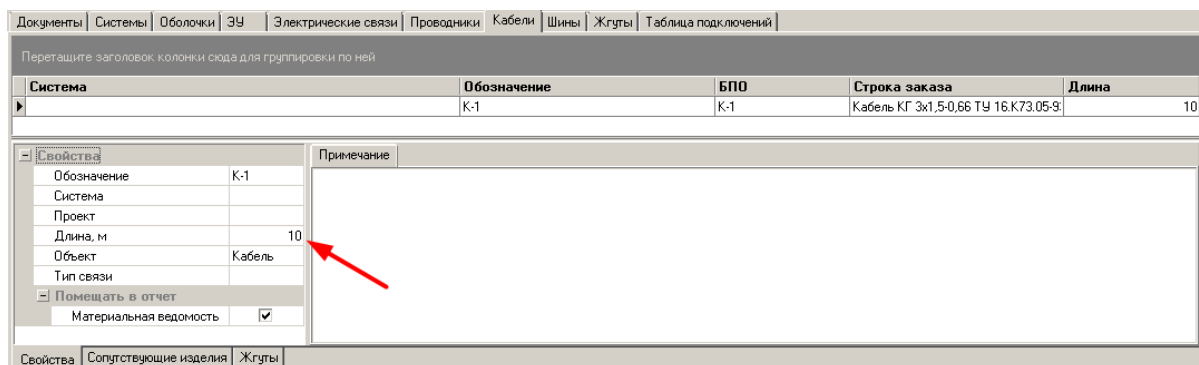 Документы Системы Оболочки ЭУ Электрические связи Проводники Кабели Шины Жгуты Таблица подключений
Перетащите заголовок колонки сюда для группировки по ней
Система Обозначение БПО Строка заказа Длина
К-1 К-1 Кабель КГ 3х1,5-0,66 ТУ 16.К73.05-9 10
Свойства Примечание
Обозначение К-1
Система
Проект
Длина, м 10
Объект Кабель
Тип связи
Помещать в отчет
Материальная ведомость
Свойства Сопутствующие изделия Жгуты